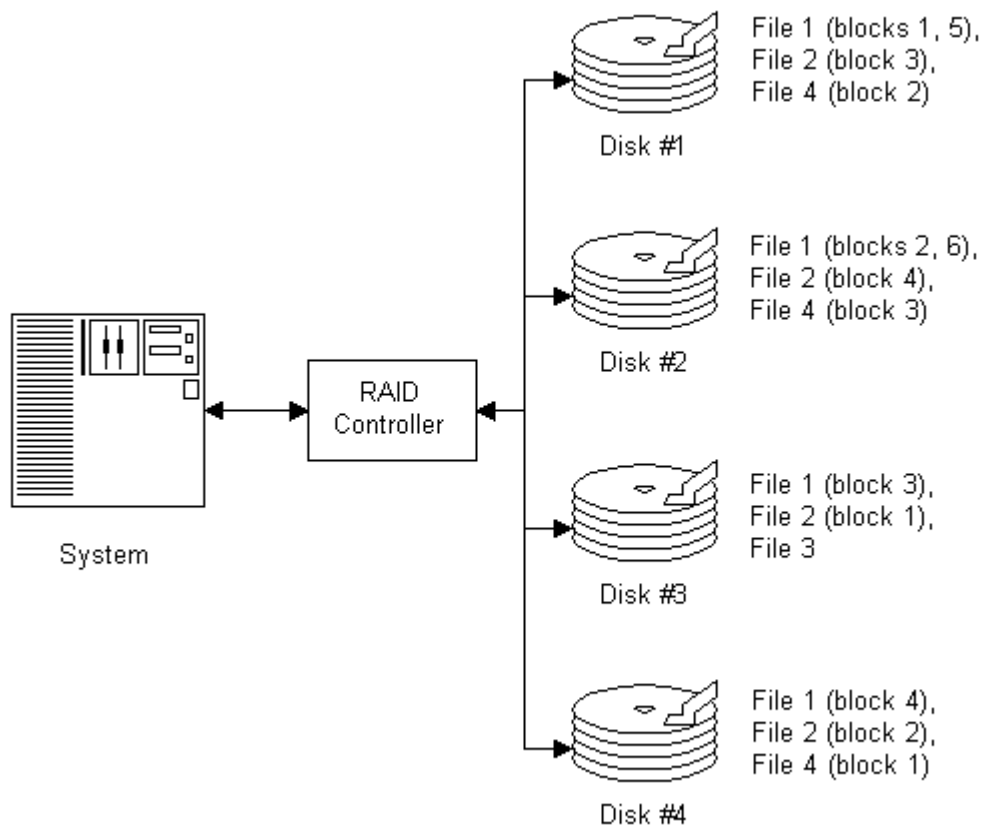 File 1 (blocks 1, 5),
File 2 (block 3),
File 4 (block 2)
Disk #1
File 1 (blocks 2, 6),
File 2 (block 4),
File 4 (block 3)
Disk #2
RAID
Controller
System
File 1 (block 3),
File 2 (block 1),
File 3
Disk #3
File 1 (block 4),
File 2 (block 2),
File 4 (block 1)
Disk #4